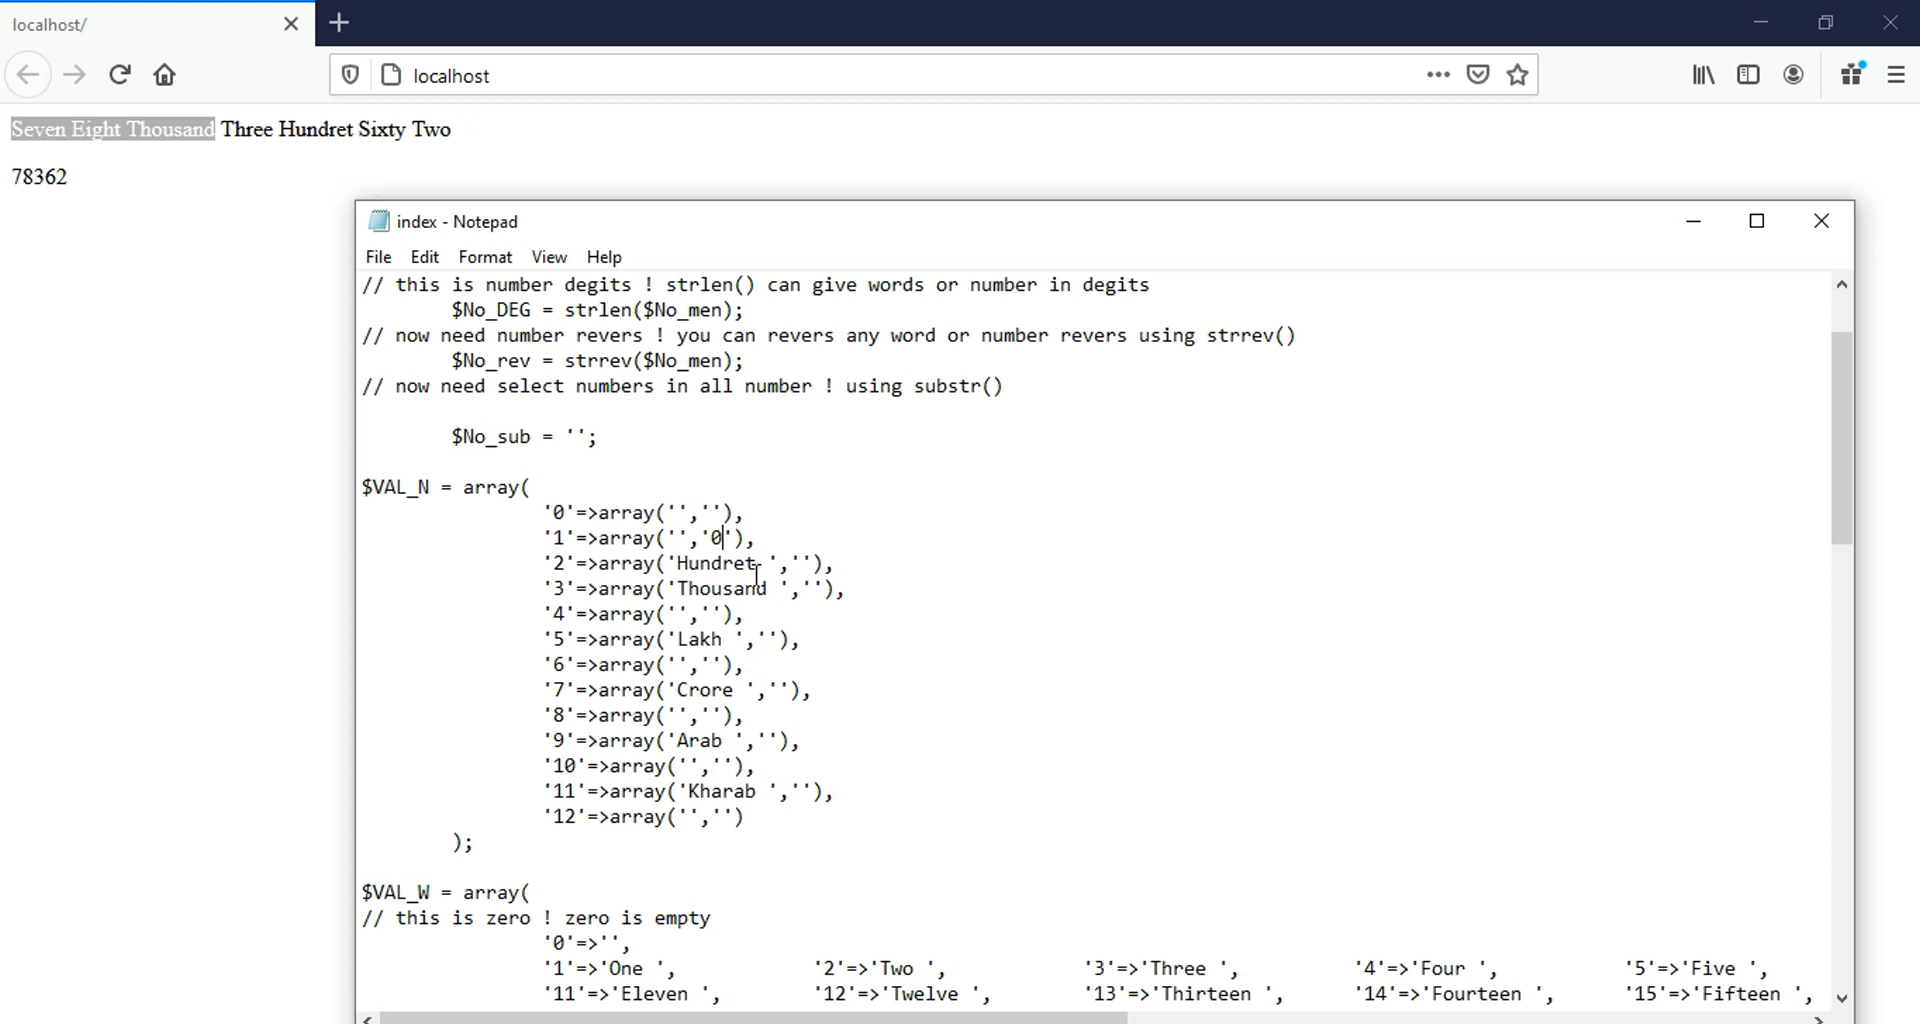 localhost/
localhost
Seven Eight Thousand Three Hundret Sixty Two
78362
index - Notepad
File Edit Format View Help
// this is number degits ! strlen() can give words or number in degits
$No_DEG = strlen($No_men);
// now need number revers ! you can revers any word or number revers using strrev()
$No_rev = strrev($No_men);
// now need select numbers in all number ! using substr()
$No_sub = '';
$VAL_N = array(
'0'=>array('',''),
'1'=>array('','0'),
'2'=>array('Hundret ',''),
'3'=>array('Thousand ',''),
'4'=>array('',''),
'5'=>array('Lakh ',''),
'6'=>array('',''),
'7'=>array('Crore ',''),
'8'=>array('',''),
'9'=>array('Arab ',''),
'10'=>array('',''),
'11'=>array('Kharab ',''),
'12'=>array('','')
);
$VAL_W = array(
// this is zero ! zero is empty
'0'=>'',
'1'=>'One ', '2'=>'Two ', '3'=>'Three ', '4'=>'Four ', '5'=>'Five ',
'11'=>'Eleven ', '12'=>'Twelve ', '13'=>'Thirteen ', '14'=>'Fourteen ', '15'=>'Fifteen ',